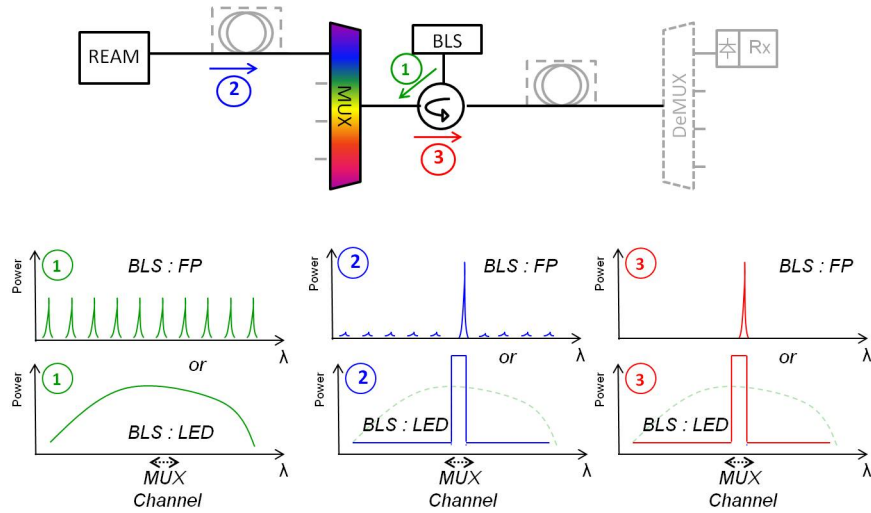 REAM
2
MUX
BLS
1
3
DeMUX
Rx
Power
1
BLS : FP
λ
or
Power
1
BLS : LED
λ
MUX
Channel
Power
2
BLS : FP
λ
or
Power
2
BLS : LED
λ
MUX
Channel
Power
3
BLS : FP
λ
or
Power
3
BLS : LED
λ
MUX
Channel